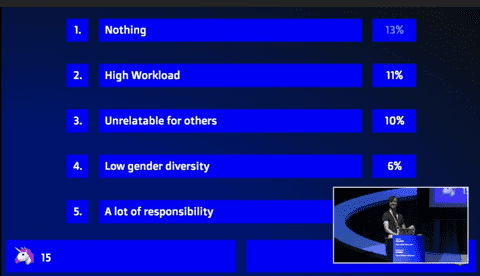 1. Nothing 13%
2. High Workload 11%
3. Unrelatable for others 10%
4. Low gender diversity 6%
5. A lot of responsibility
15